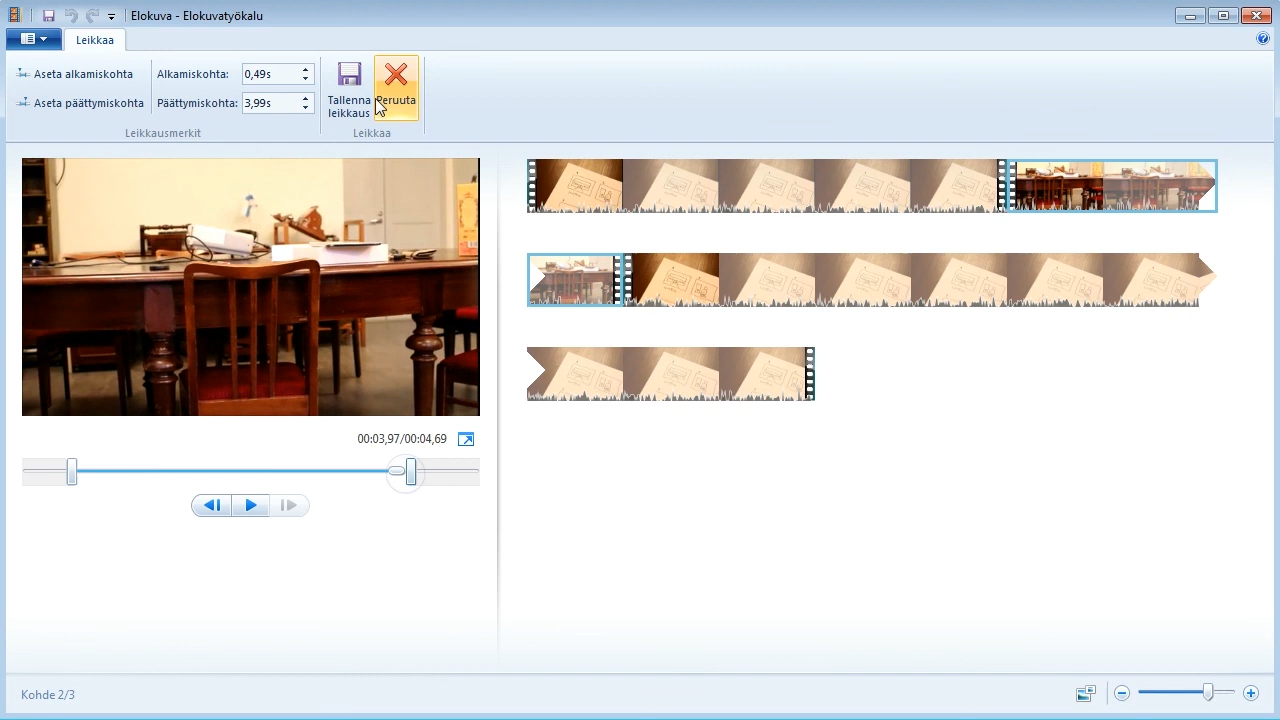 Elokuva - Elokuvatyökalu
Leikkaa
Aseta alkamiskohta
Alkamiskohta: 0,49s
Aseta päättymiskohta
Päättymiskohta: 3,99s
Tallenna leikkaus
Peruuta
Leikkausmerkit
Leikkaa
00:03,97/00:04,69
Kohde 2/3